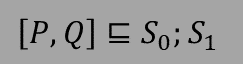 [P, Q] ⊑ S₀; S₁